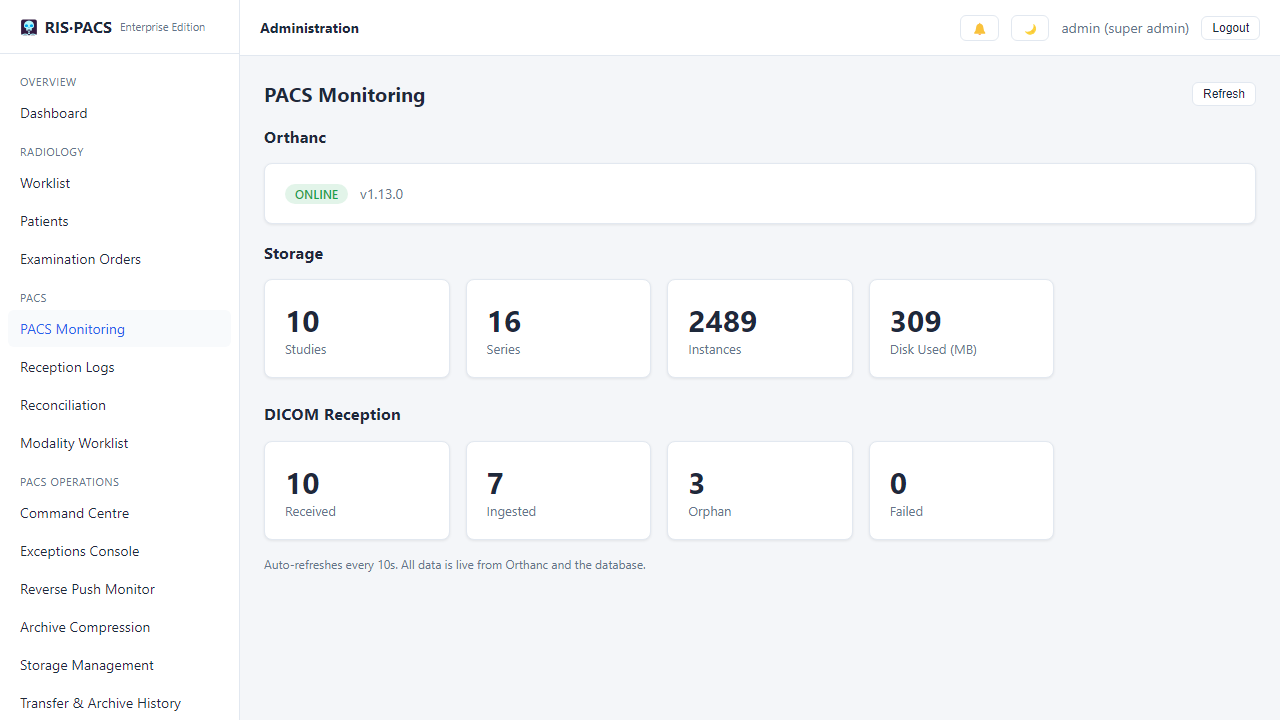 RIS·PACS Enterprise Edition
Administration
admin (super admin)
Logout
OVERVIEW
Dashboard
RADIOLOGY
Worklist
Patients
Examination Orders
PACS
PACS Monitoring
Reception Logs
Reconciliation
Modality Worklist
PACS OPERATIONS
Command Centre
Exceptions Console
Reverse Push Monitor
Archive Compression
Storage Management
Transfer & Archive History
PACS Monitoring
Refresh
Orthanc
ONLINE v1.13.0
Storage
10
Studies
16
Series
2489
Instances
309
Disk Used (MB)
DICOM Reception
10
Received
7
Ingested
3
Orphan
0
Failed
Auto-refreshes every 10s. All data is live from Orthanc and the database.